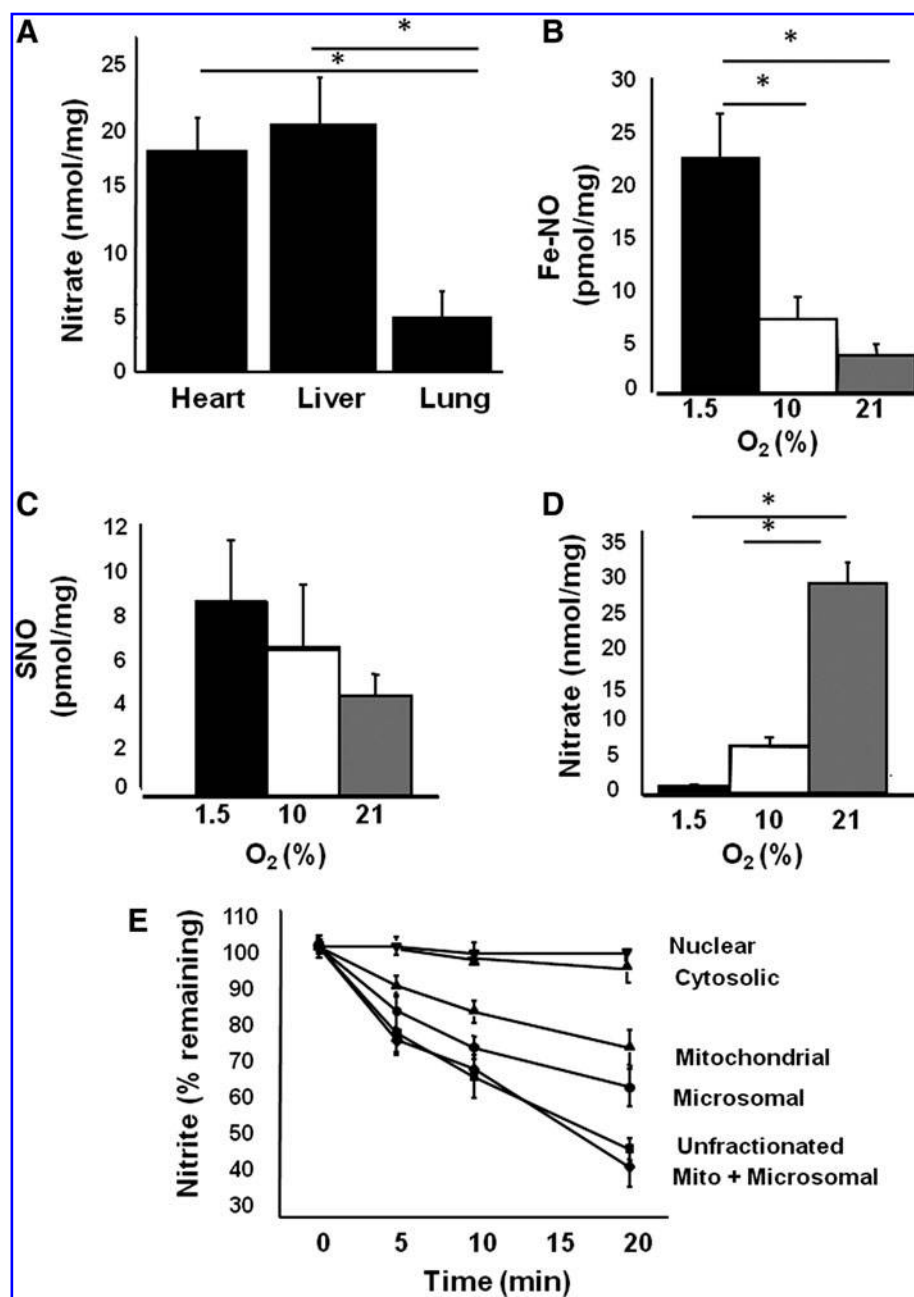 A
Nitrate (nmol/mg)
25
20
15
10
5
0
*
*
Heart Liver Lung
B
Fe-NO
(pmol/mg)
30
25
20
15
10
5
0
*
*
1.5 10 21
O₂ (%)
C
SNO
(pmol/mg)
12
10
8
6
4
2
0
1.5 10 21
O₂ (%)
D
Nitrate (nmol/mg)
35
30
25
20
15
10
5
0
*
*
1.5 10 21
O₂ (%)
E
Nitrite (% remaining)
110
100
90
80
70
60
50
40
30
0 5 10 20
Time (min)
Nuclear
Cytosolic
Mitochondrial
Microsomal
Unfractionated
Mito + Microsomal